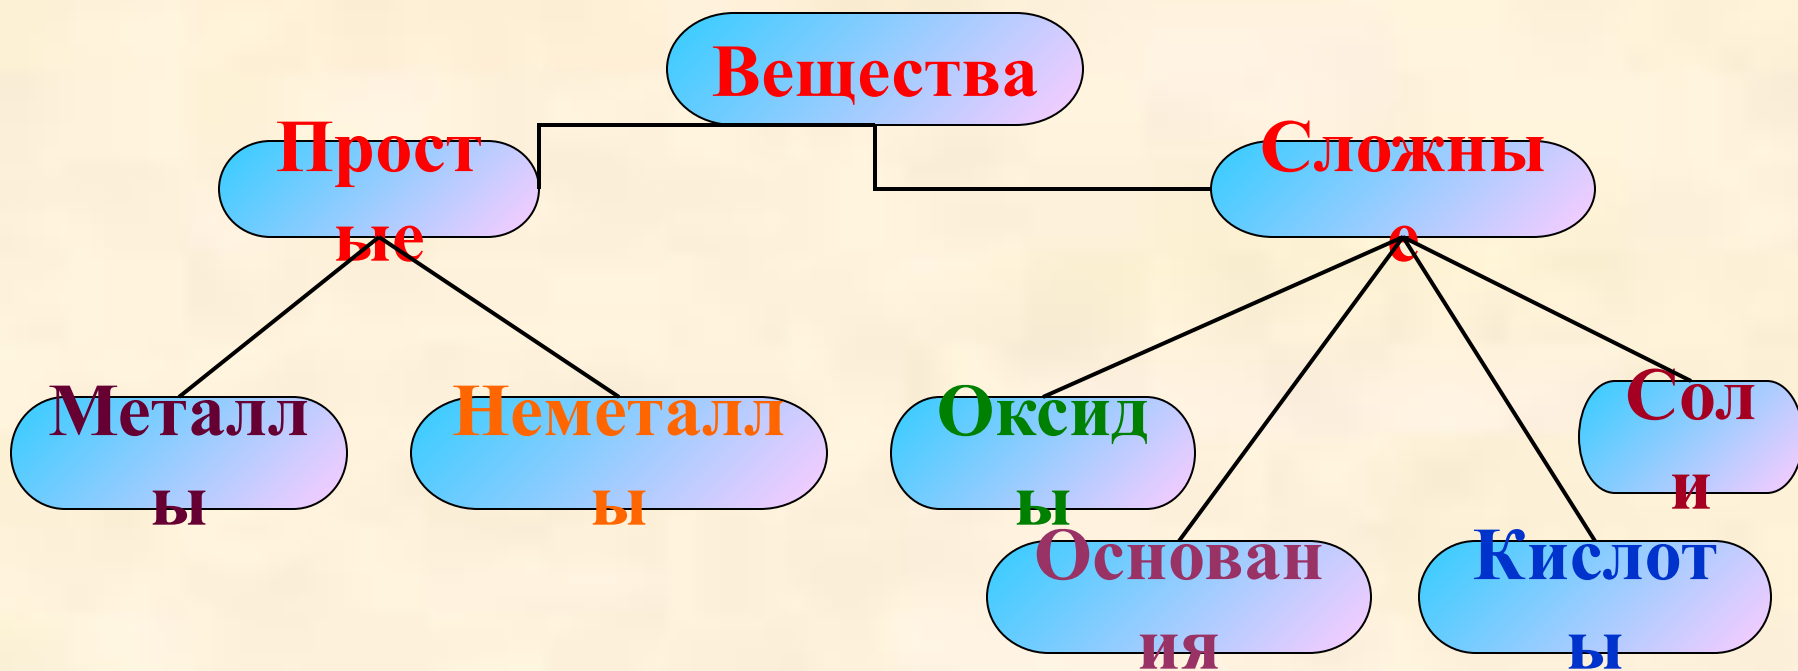 Вещества
Прост
ые
Сложны
е
Металл
ы
Неметалл
ы
Оксид
ы
Сол
и
Основан
ия
Кислот
ы